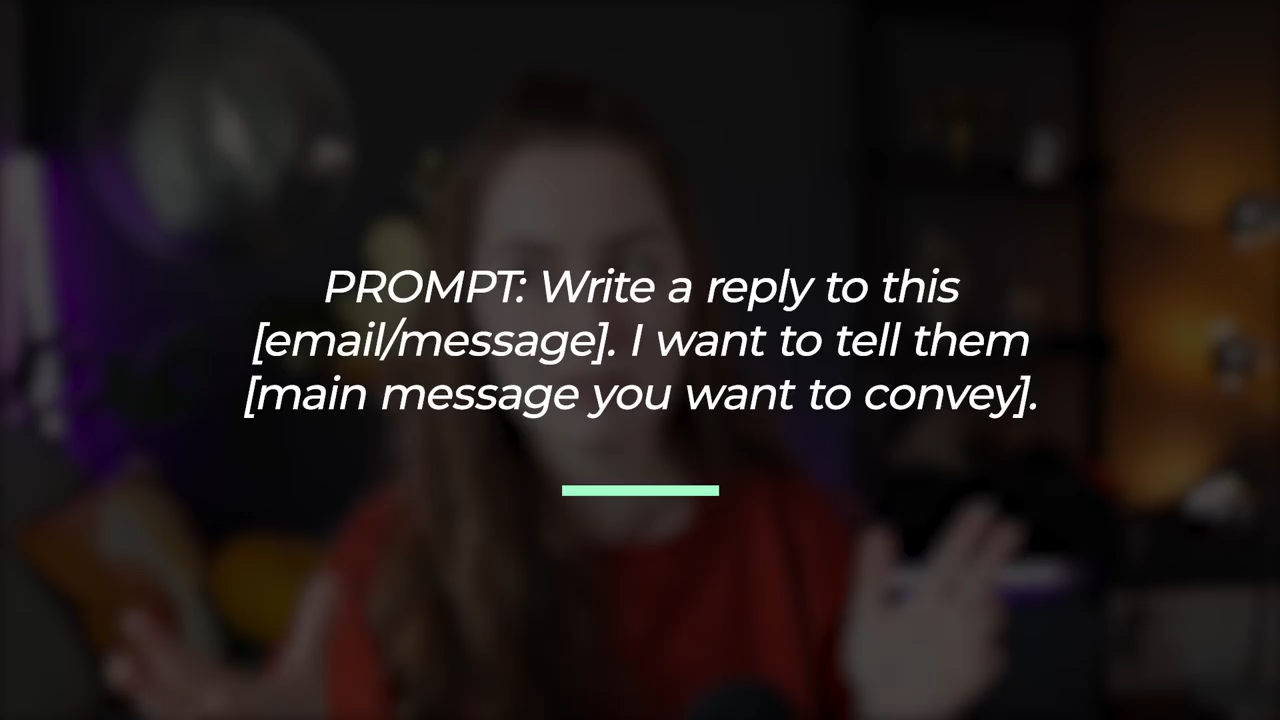 PROMPT: Write a reply to this
[email/message]. I want to tell them
[main message you want to convey].